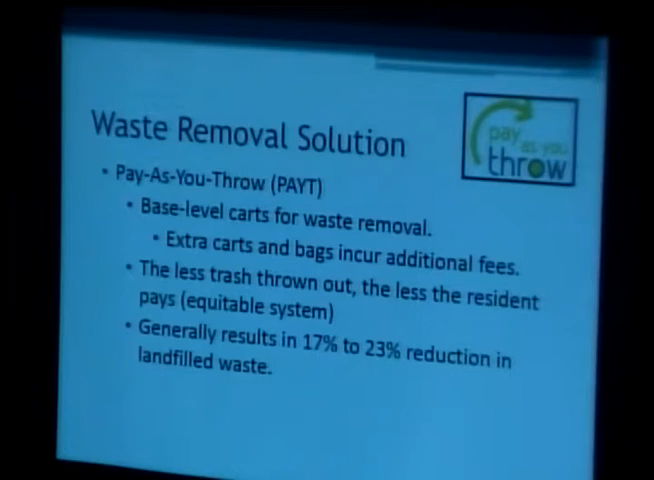 Waste Removal Solution
pay
as you
throw
• Pay-As-You-Throw (PAYT)
• Base-level carts for waste removal.
• Extra carts and bags incur additional fees.
• The less trash thrown out, the less the resident
pays (equitable system)
• Generally results in 17% to 23% reduction in
landfilled waste.